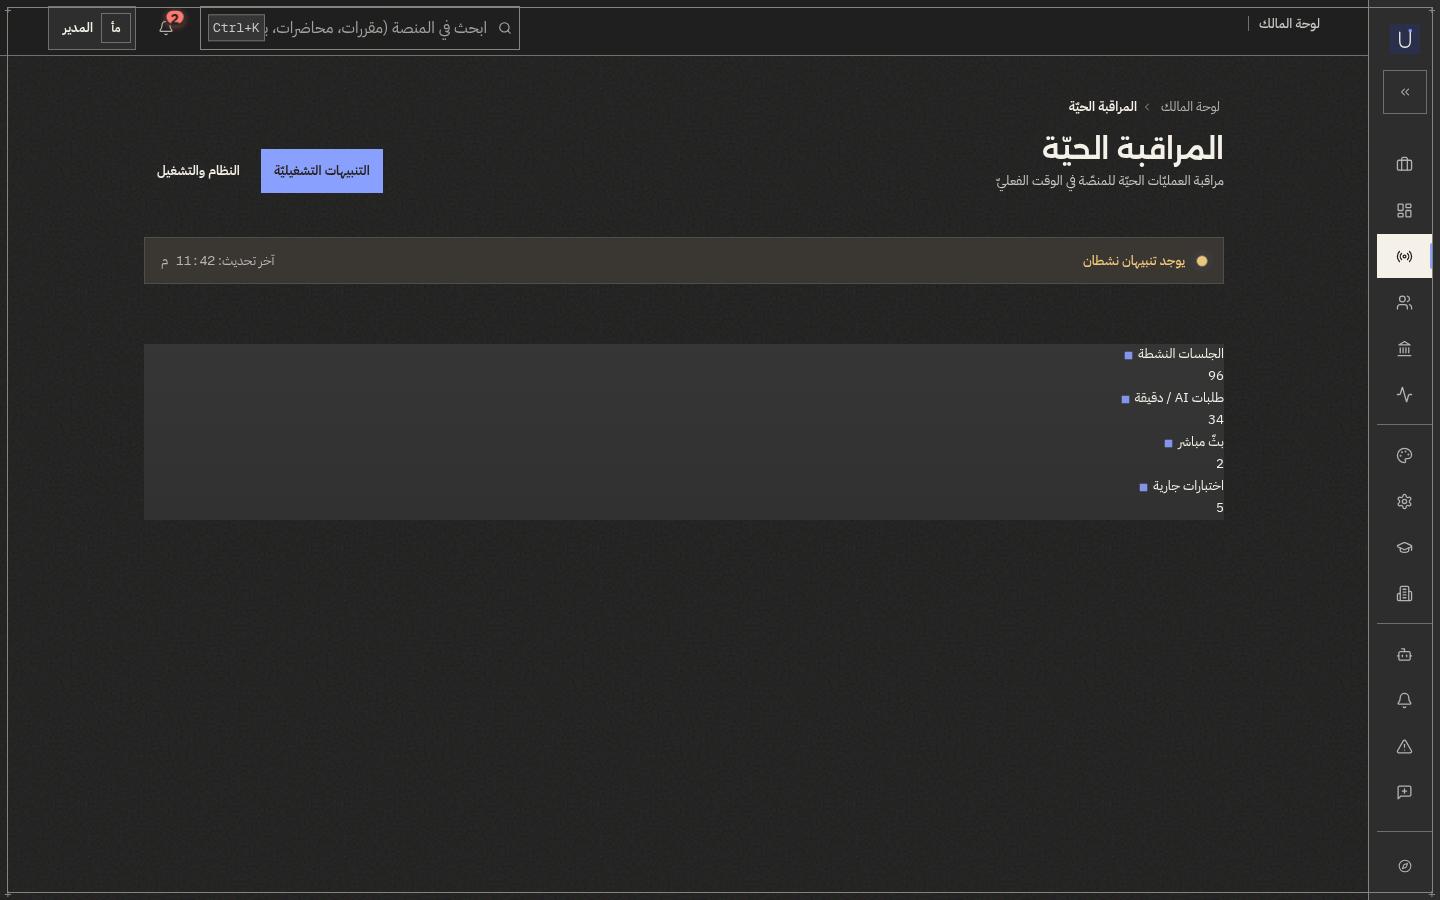 لوحة المالك
ابحث في المنصة (مقررات، محاضرات، ب
Ctrl+K
2
مأ
المدير
U
لوحة المالك › المراقبة الحيّة
المراقبة الحيّة
مراقبة العمليّات الحيّة للمنصّة في الوقت الفعليّ
التنبيهات التشغيليّة
النظام والتشغيل
يوجد تنبيهان نشطان
آخر تحديث: 11:42 م
الجلسات النشطة
96
طلبات AI / دقيقة
34
بثّ مباشر
2
اختبارات جارية
5